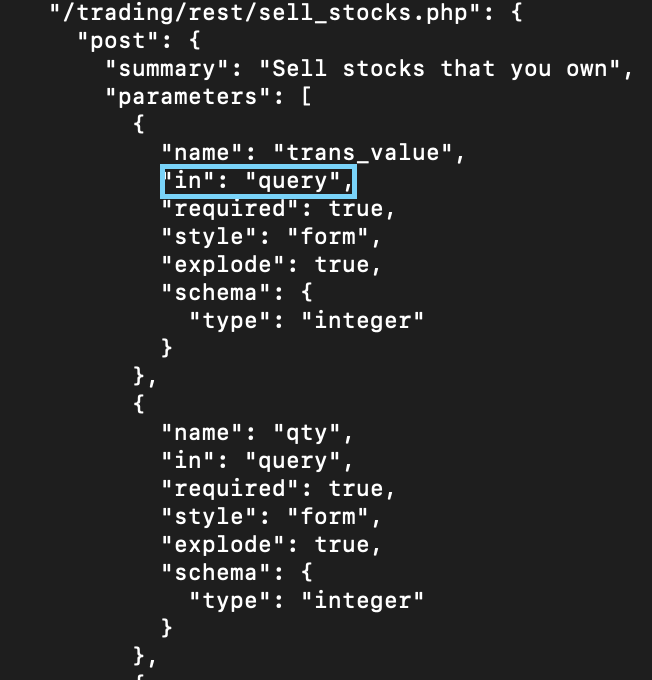 "/trading/rest/sell_stocks.php": {
"post": {
"summary": "Sell stocks that you own",
"parameters": [
{
"name": "trans_value",
"in": "query",
"required": true,
"style": "form",
"explode": true,
"schema": {
"type": "integer"
}
},
{
"name": "qty",
"in": "query",
"required": true,
"style": "form",
"explode": true,
"schema": {
"type": "integer"
}
},
{